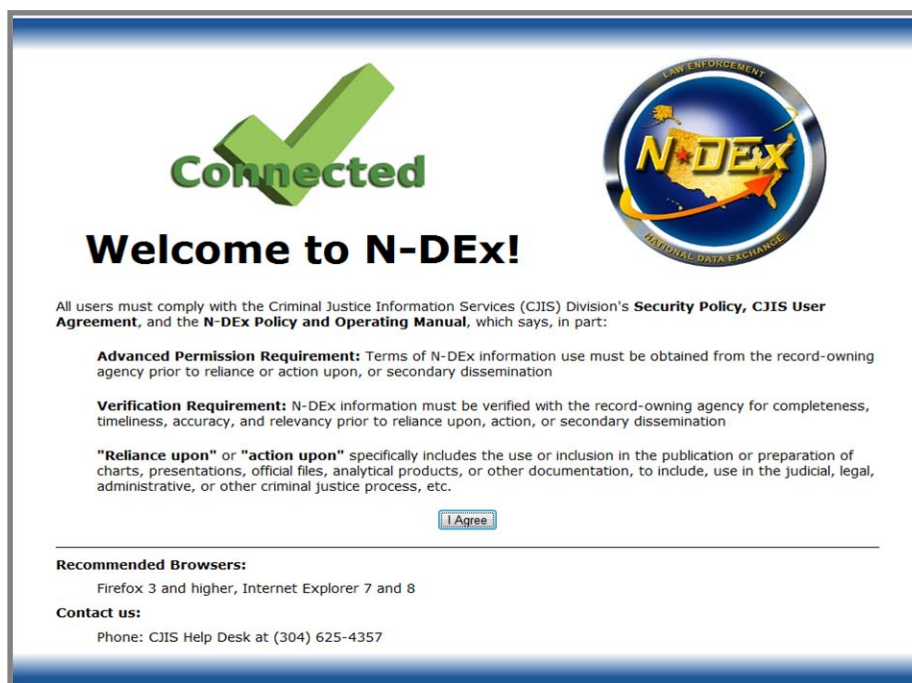 Connected
LAW ENFORCEMENT
N DEx
NATIONAL DATA EXCHANGE
Welcome to N-DEx!
All users must comply with the Criminal Justice Information Services (CJIS) Division's Security Policy, CJIS User
Agreement, and the N-DEx Policy and Operating Manual, which says, in part:
Advanced Permission Requirement: Terms of N-DEx information use must be obtained from the record-owning
agency prior to reliance or action upon, or secondary dissemination
Verification Requirement: N-DEx information must be verified with the record-owning agency for completeness,
timeliness, accuracy, and relevancy prior to reliance upon, action, or secondary dissemination
"Reliance upon" or "action upon" specifically includes the use or inclusion in the publication or preparation of
charts, presentations, official files, analytical products, or other documentation, to include, use in the judicial, legal,
administrative, or other criminal justice process, etc.
I Agree
Recommended Browsers:
Firefox 3 and higher, Internet Explorer 7 and 8
Contact us:
Phone: CJIS Help Desk at (304) 625-4357